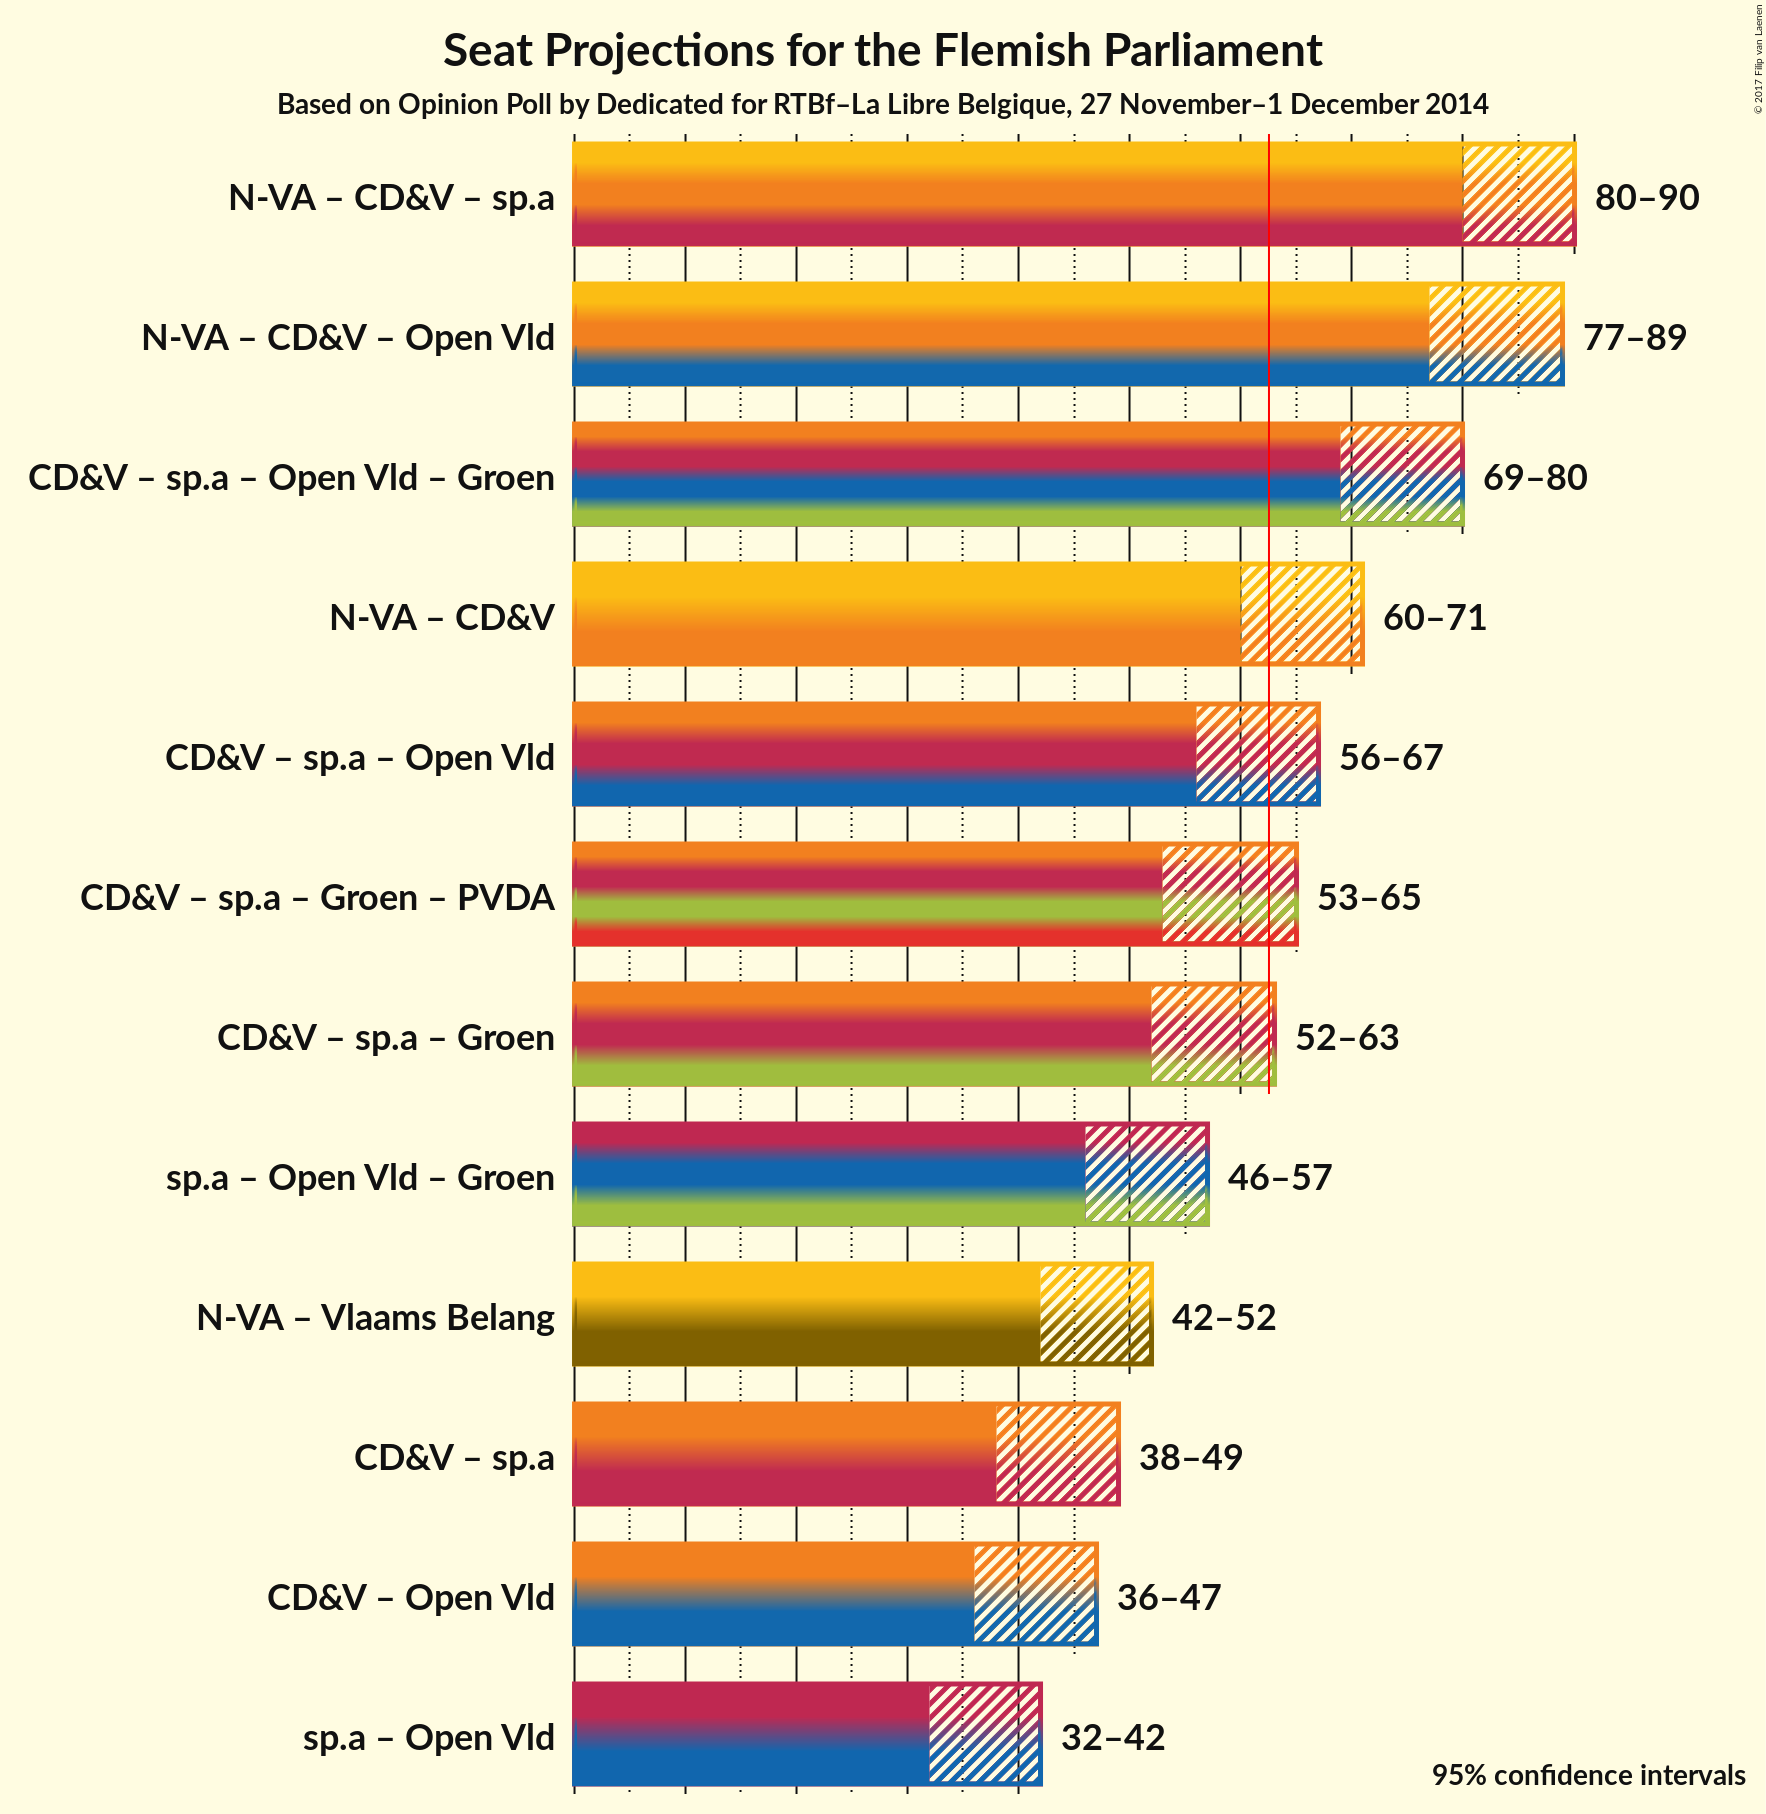 Seat Projections for the Flemish Parliament
Based on Opinion Poll by Dedicated for RTBf–La Libre Belgique, 27 November–1 December 2014
© 2017 Filip van Laenen
N-VA – CD&V – sp.a 80–90
N-VA – CD&V – Open Vld 77–89
CD&V – sp.a – Open Vld – Groen 69–80
N-VA – CD&V 60–71
CD&V – sp.a – Open Vld 56–67
CD&V – sp.a – Groen – PVDA 53–65
CD&V – sp.a – Groen 52–63
sp.a – Open Vld – Groen 46–57
N-VA – Vlaams Belang 42–52
CD&V – sp.a 38–49
CD&V – Open Vld 36–47
sp.a – Open Vld 32–42
95% confidence intervals